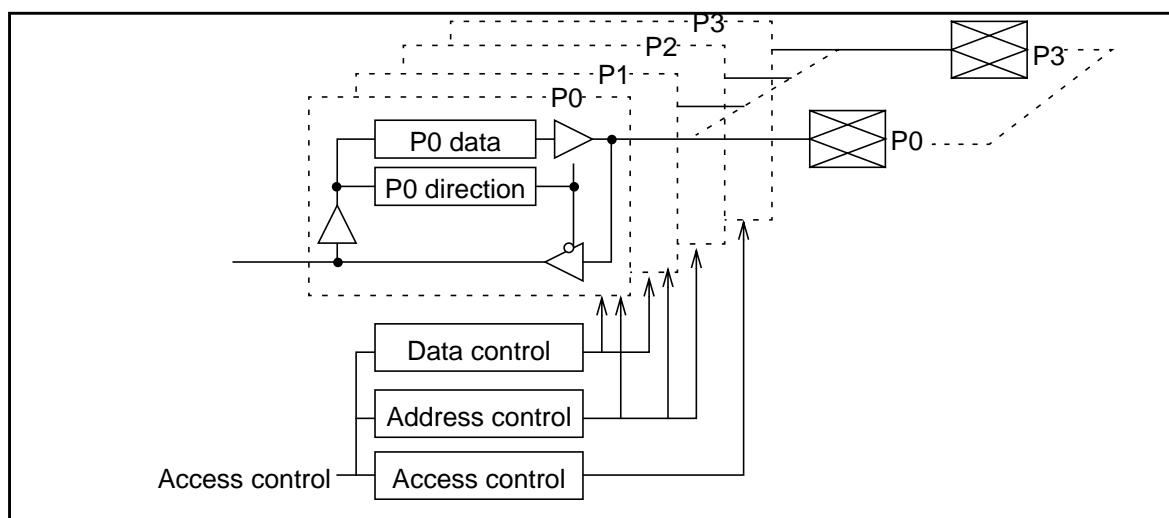 P3
P2
P1
P0
P3
P0 data
P0
P0 direction
Data control
Address control
Access control
Access control